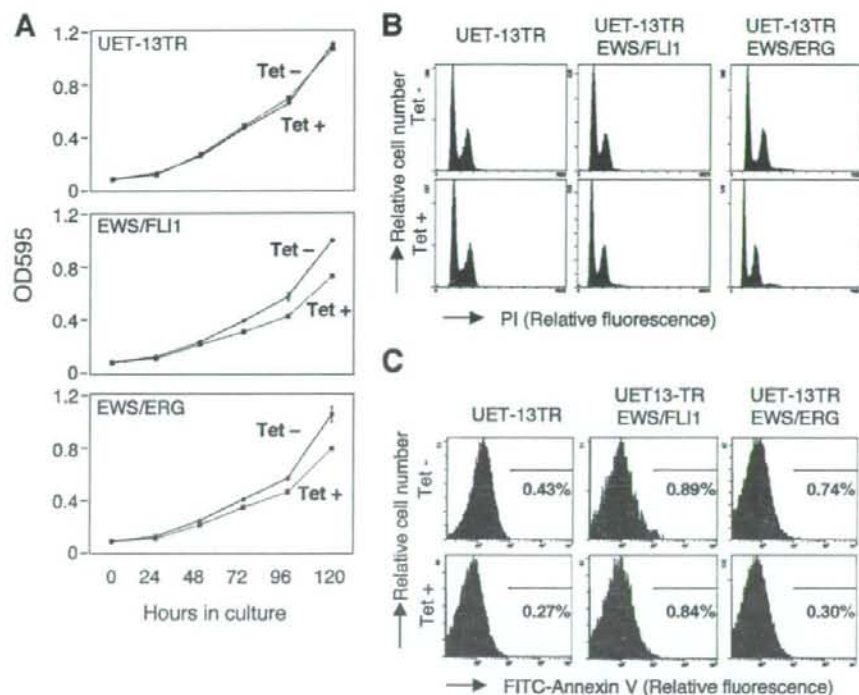 A
UET-13TR
1.2
0.8
0.4
0
Tet –
Tet +
EWS/FLI1
1.2
0.8
0.4
0
Tet –
Tet +
OD595
EWS/ERG
1.2
0.8
0.4
0
Tet –
Tet +
0 24 48 72 96 120
Hours in culture
B
UET-13TR
UET-13TR
EWS/FLI1
UET-13TR
EWS/ERG
Tet -
Tet +
Relative cell number
PI (Relative fluorescence)
C
UET-13TR
UET13-TR
EWS/FLI1
UET-13TR
EWS/ERG
Tet -
0.43% 0.89% 0.74%
Tet +
0.27% 0.84% 0.30%
Relative cell number
FITC-Annexin V (Relative fluorescence)